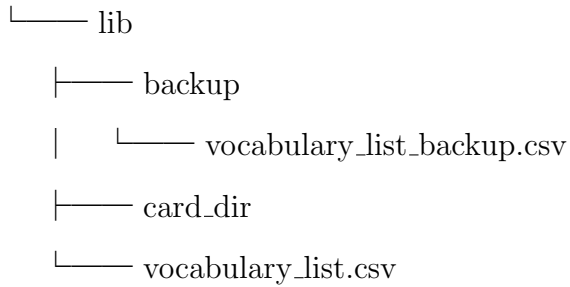 lib
backup
vocabulary_list_backup.csv
card_dir
vocabulary_list.csv